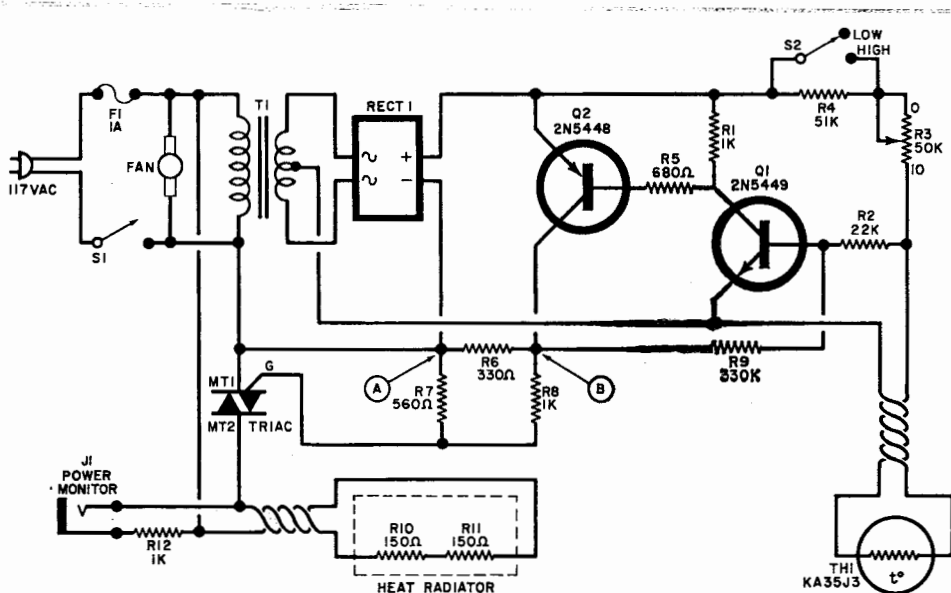 S2
LOW
HIGH
F1
1A
T1
RECT 1
Q2
2N5448
R1
1K
R4
51K
0
R3
50K
10
FAN
∿
+
∿
−
R5
680Ω
Q1
2N5449
117VAC
R2
22K
S1
A
R6
330Ω
B
R9
330K
G
R7
560Ω
R8
1K
MT1
MT2
TRIAC
J1
POWER
MONITOR
V
R12
1K
R10
150Ω
R11
150Ω
HEAT RADIATOR
TH1
KA35J3
t°